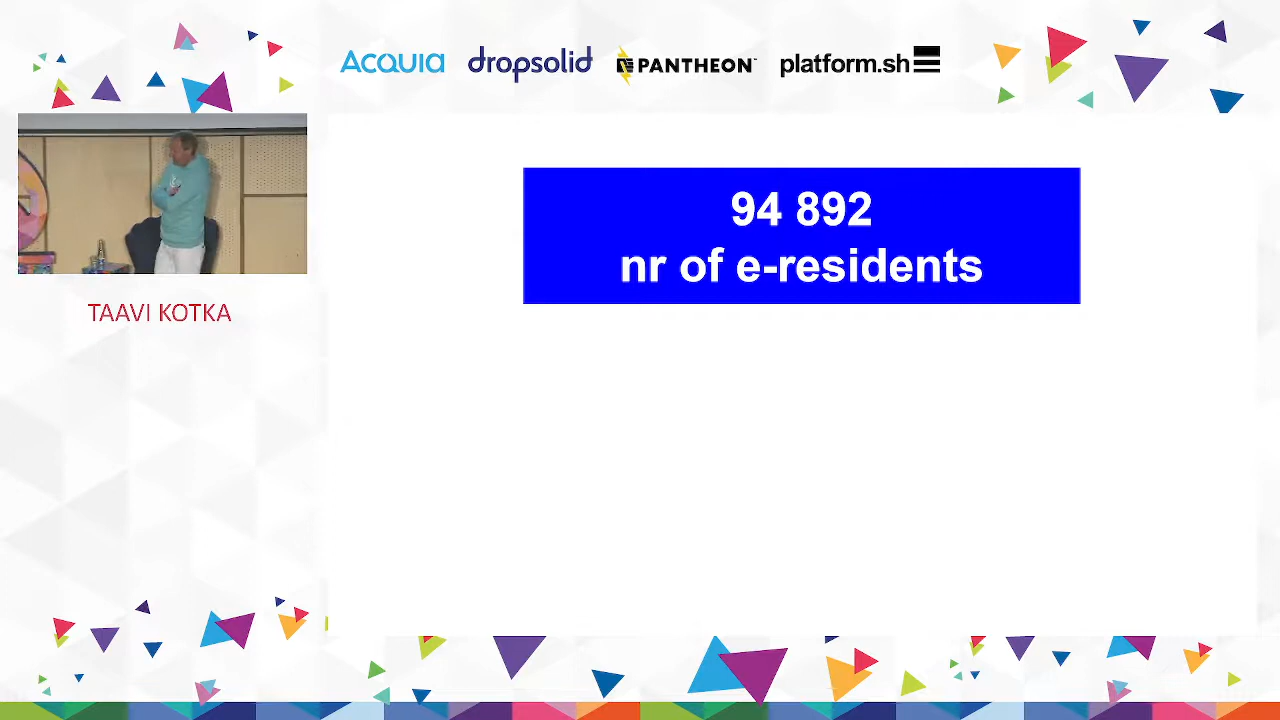 ACQUIA dropsolid PANTHEON platform.sh
94 892
nr of e-residents
TAAVI KOTKA